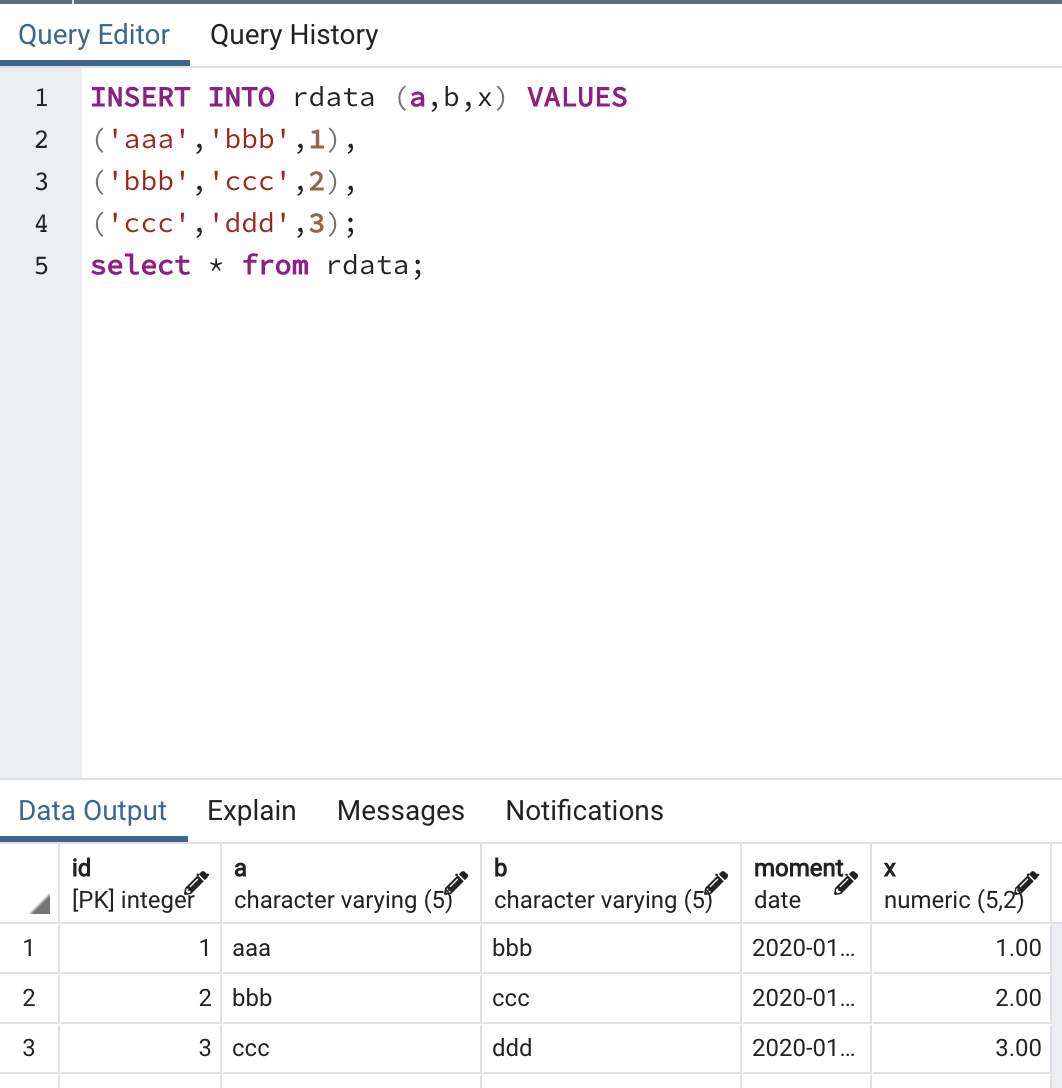 Query Editor Query History
1 INSERT INTO rdata (a,b,x) VALUES
2 ('aaa','bbb',1),
3 ('bbb','ccc',2),
4 ('ccc','ddd',3);
5 select * from rdata;
Data Output Explain Messages Notifications
id a b moment x
[PK] integer character varying (5) character varying (5) date numeric (5,2)
1 1 aaa bbb 2020-01... 1.00
2 2 bbb ccc 2020-01... 2.00
3 3 ccc ddd 2020-01... 3.00